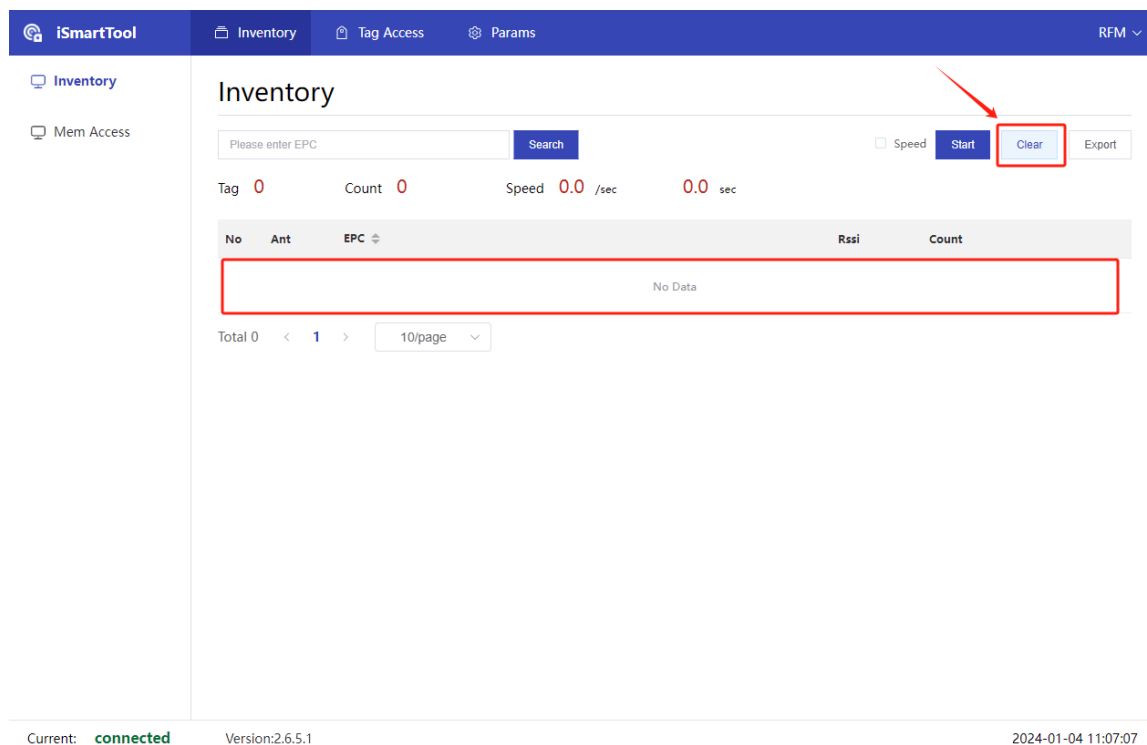 iSmartTool Inventory Tag Access Params RFM
Inventory
Mem Access
Inventory
Please enter EPC Search Speed Start Clear Export
Tag 0 Count 0 Speed 0.0 /sec 0.0 sec
No Ant EPC Rssi Count
No Data
Total 0 < 1 > 10/page
Current: connected Version:2.6.5.1 2024-01-04 11:07:07